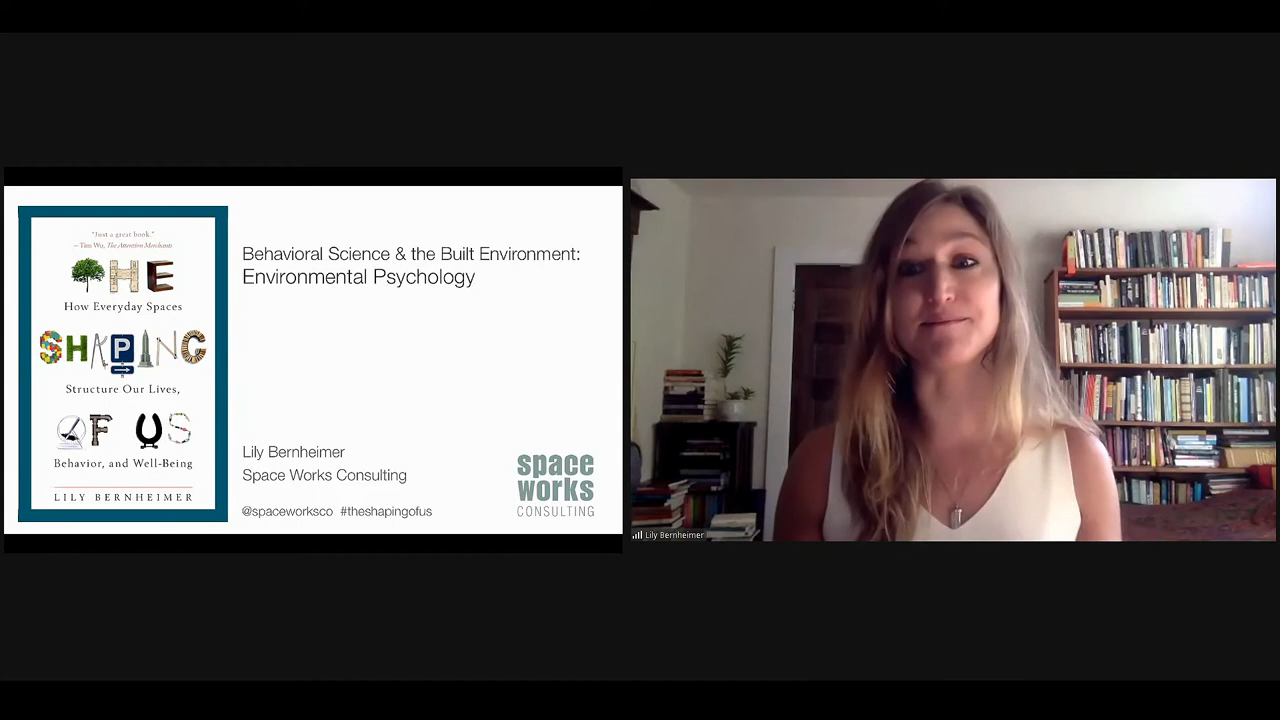 "Just a great book."
—Tim Wu, The Attention Merchants
THE
How Everyday Spaces
SHAPING
Structure Our Lives,
OF US
Behavior, and Well-Being
LILY BERNHEIMER
Behavioral Science & the Built Environment:
Environmental Psychology
Lily Bernheimer
Space Works Consulting
@spaceworksco #theshapingofus
space
works
CONSULTING
Lily Bernheimer